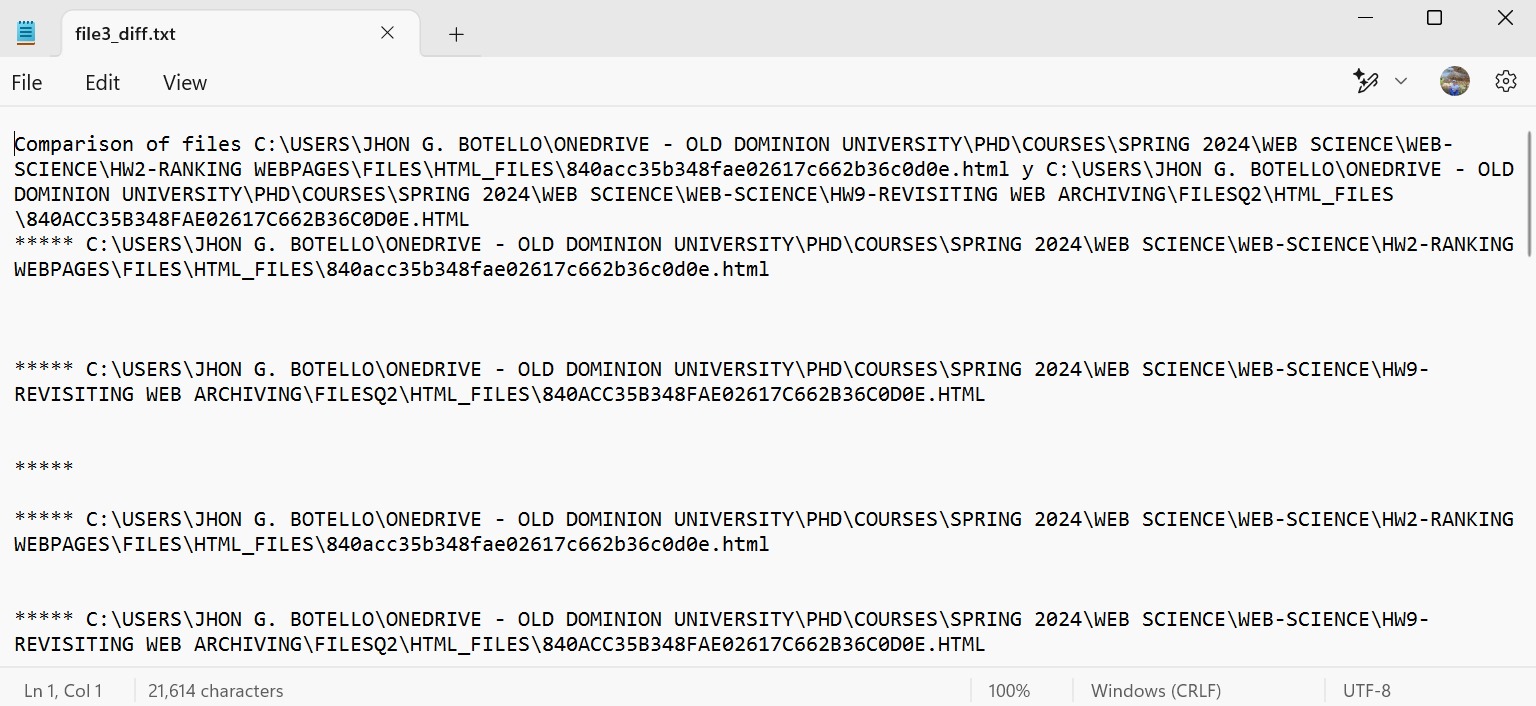 file3_diff.txt
File Edit View
Comparison of files C:\USERS\JHON G. BOTELLO\ONEDRIVE - OLD DOMINION UNIVERSITY\PHD\COURSES\SPRING 2024\WEB SCIENCE\WEB-
SCIENCE\HW2-RANKING WEBPAGES\FILES\HTML_FILES\840acc35b348fae02617c662b36c0d0e.html y C:\USERS\JHON G. BOTELLO\ONEDRIVE - OLD
DOMINION UNIVERSITY\PHD\COURSES\SPRING 2024\WEB SCIENCE\WEB-SCIENCE\HW9-REVISITING WEB ARCHIVING\FILESQ2\HTML_FILES
\840ACC35B348FAE02617C662B36C0D0E.HTML
***** C:\USERS\JHON G. BOTELLO\ONEDRIVE - OLD DOMINION UNIVERSITY\PHD\COURSES\SPRING 2024\WEB SCIENCE\WEB-SCIENCE\HW2-RANKING
WEBPAGES\FILES\HTML_FILES\840acc35b348fae02617c662b36c0d0e.html
***** C:\USERS\JHON G. BOTELLO\ONEDRIVE - OLD DOMINION UNIVERSITY\PHD\COURSES\SPRING 2024\WEB SCIENCE\WEB-SCIENCE\HW9-
REVISITING WEB ARCHIVING\FILESQ2\HTML_FILES\840ACC35B348FAE02617C662B36C0D0E.HTML
*****
***** C:\USERS\JHON G. BOTELLO\ONEDRIVE - OLD DOMINION UNIVERSITY\PHD\COURSES\SPRING 2024\WEB SCIENCE\WEB-SCIENCE\HW2-RANKING
WEBPAGES\FILES\HTML_FILES\840acc35b348fae02617c662b36c0d0e.html
***** C:\USERS\JHON G. BOTELLO\ONEDRIVE - OLD DOMINION UNIVERSITY\PHD\COURSES\SPRING 2024\WEB SCIENCE\WEB-SCIENCE\HW9-
REVISITING WEB ARCHIVING\FILESQ2\HTML_FILES\840ACC35B348FAE02617C662B36C0D0E.HTML
Ln 1, Col 1 21,614 characters 100% Windows (CRLF) UTF-8